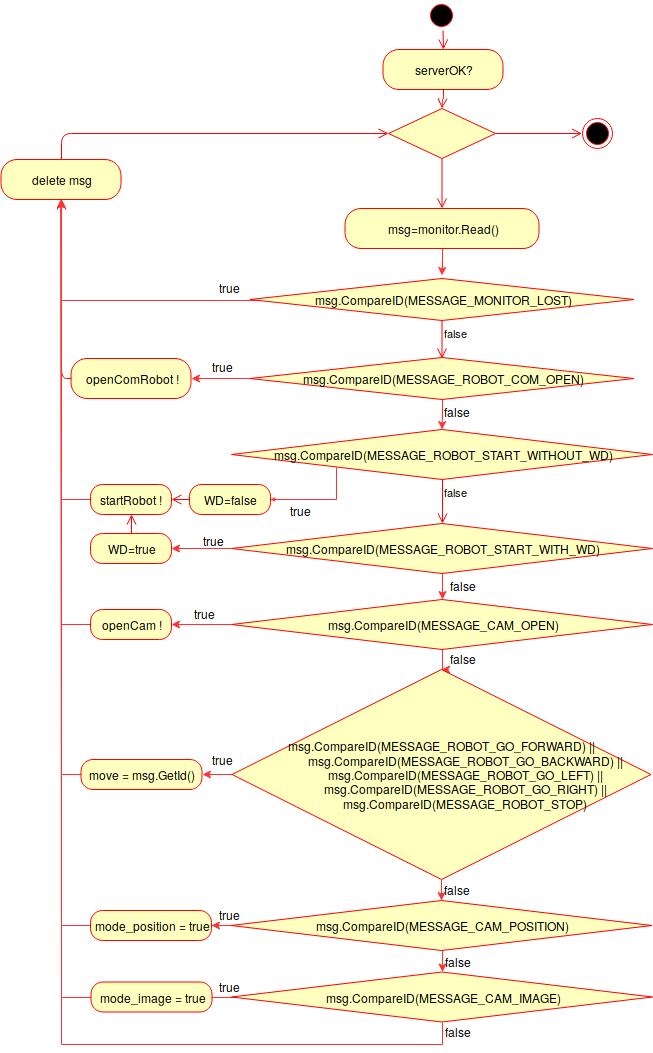 serverOK?
delete msg
msg=monitor.Read()
true
msg.CompareID(MESSAGE_MONITOR_LOST)
false
openComRobot !
true
msg.CompareID(MESSAGE_ROBOT_COM_OPEN)
false
msg.CompareID(MESSAGE_ROBOT_START_WITHOUT_WD)
startRobot !
WD=false
true
false
WD=true
true
msg.CompareID(MESSAGE_ROBOT_START_WITH_WD)
false
openCam !
true
msg.CompareID(MESSAGE_CAM_OPEN)
false
move = msg.GetId()
true
msg.CompareID(MESSAGE_ROBOT_GO_FORWARD) ||
msg.CompareID(MESSAGE_ROBOT_GO_BACKWARD) ||
msg.CompareID(MESSAGE_ROBOT_GO_LEFT) ||
msg.CompareID(MESSAGE_ROBOT_GO_RIGHT) ||
msg.CompareID(MESSAGE_ROBOT_STOP)
false
mode_position = true
true
msg.CompareID(MESSAGE_CAM_POSITION)
false
mode_image = true
true
msg.CompareID(MESSAGE_CAM_IMAGE)
false